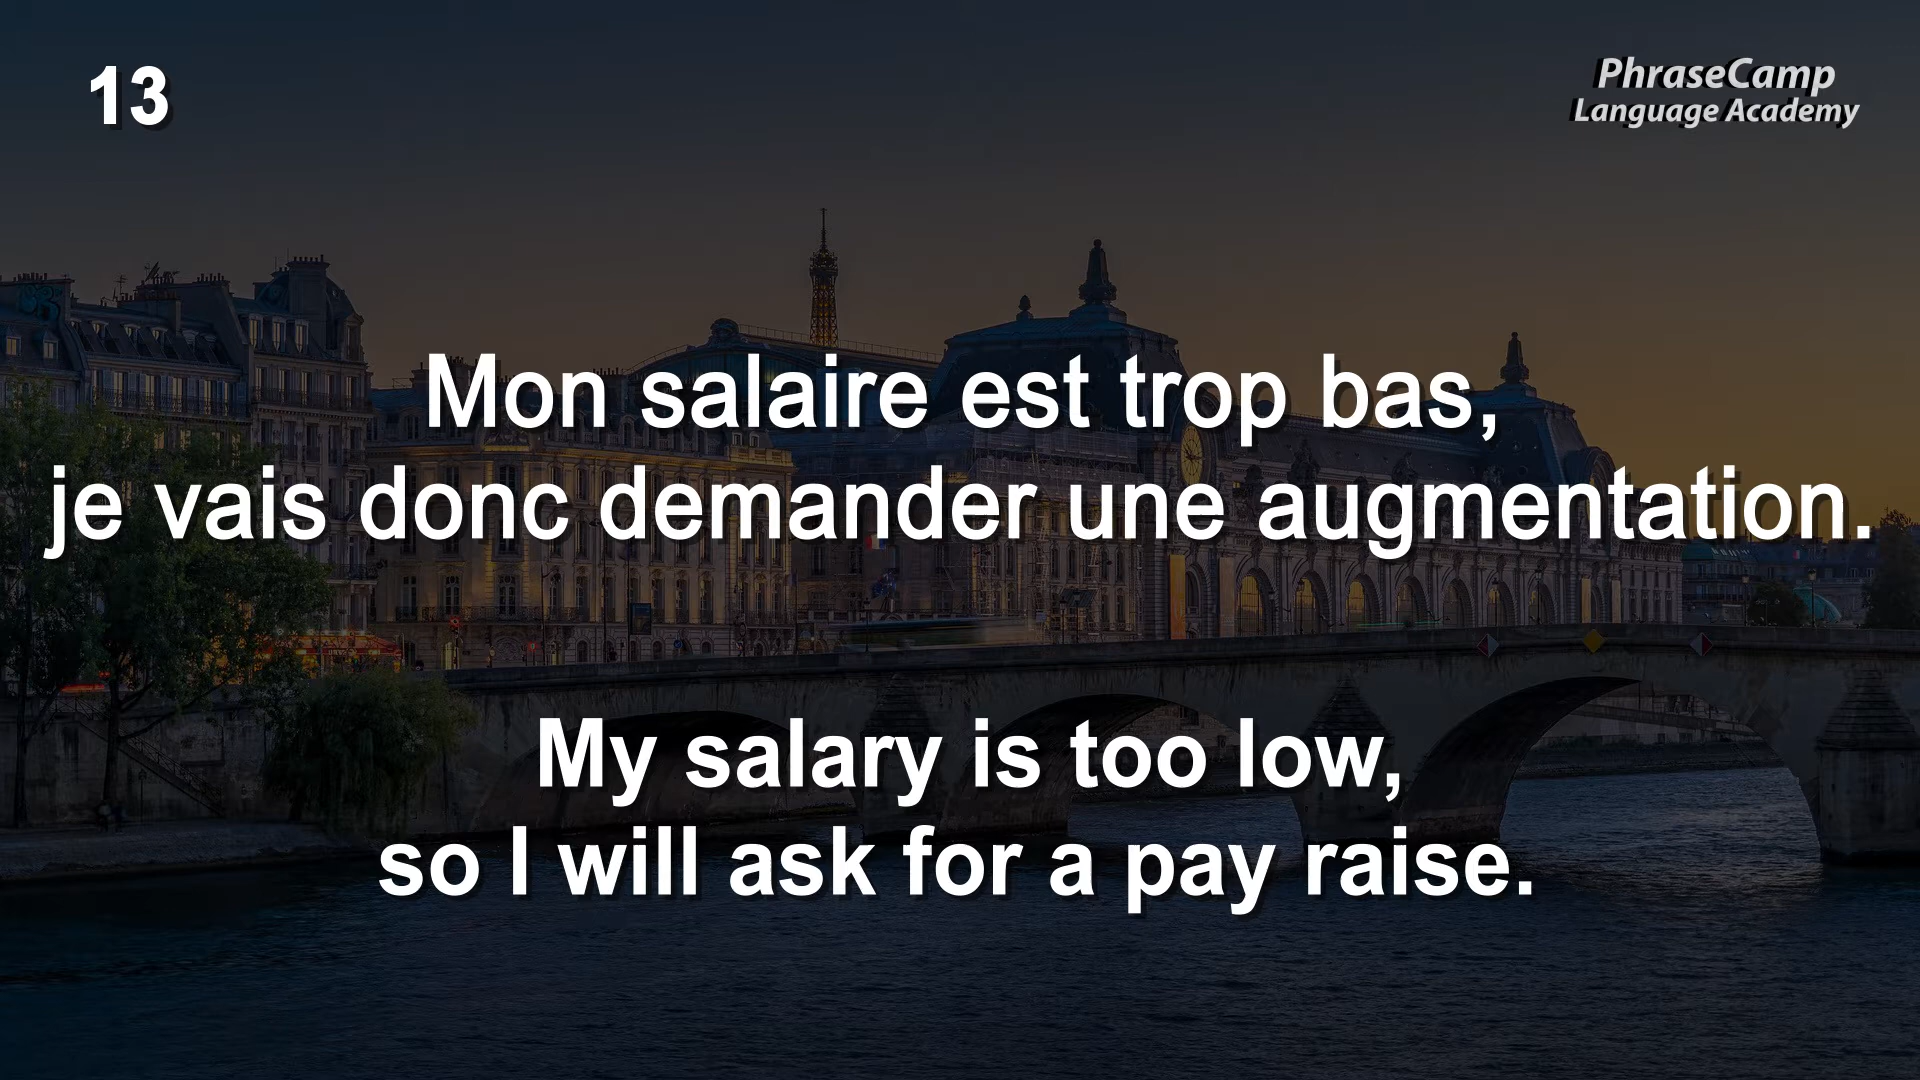 13
PhraseCamp
Language Academy
Mon salaire est trop bas,
je vais donc demander une augmentation.
My salary is too low,
so I will ask for a pay raise.